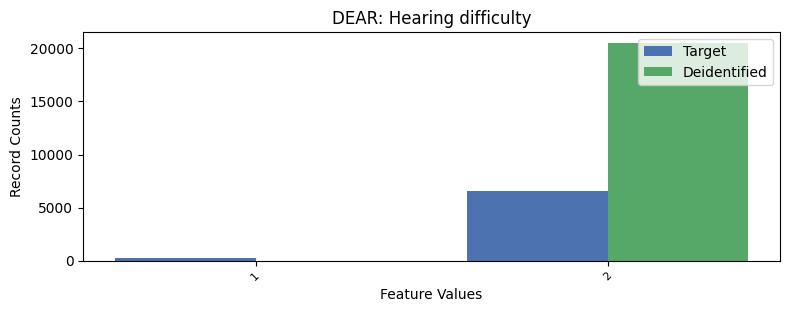 DEAR: Hearing difficulty
Record Counts
20000
15000
10000
5000
0
Target
Deidentified
1
2
Feature Values